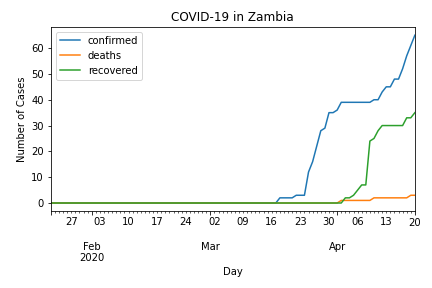 COVID-19 in Zambia
confirmed
deaths
recovered
Number of Cases
60
50
40
30
20
10
0
27 03 10 17 24 02 09 16 23 30 06 13 20
Feb Mar Apr
2020
Day